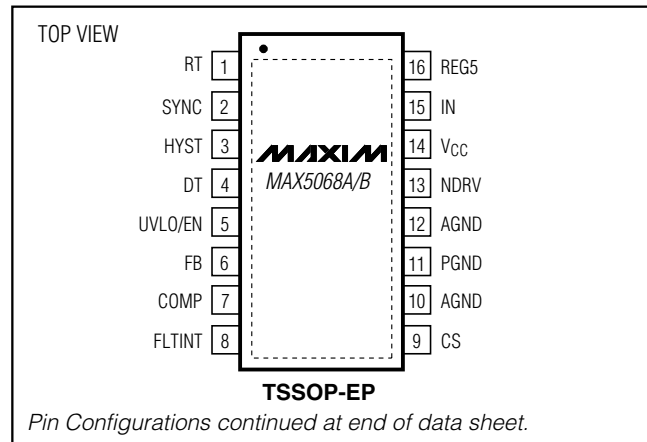 TOP VIEW
RT 1
16 REG5
SYNC 2
15 IN
HYST 3
14 VCC
MAXIM
DT 4
MAX5068A/B
13 NDRV
UVLO/EN 5
12 AGND
FB 6
11 PGND
COMP 7
10 AGND
FLTINT 8
9 CS
TSSOP-EP
Pin Configurations continued at end of data sheet.